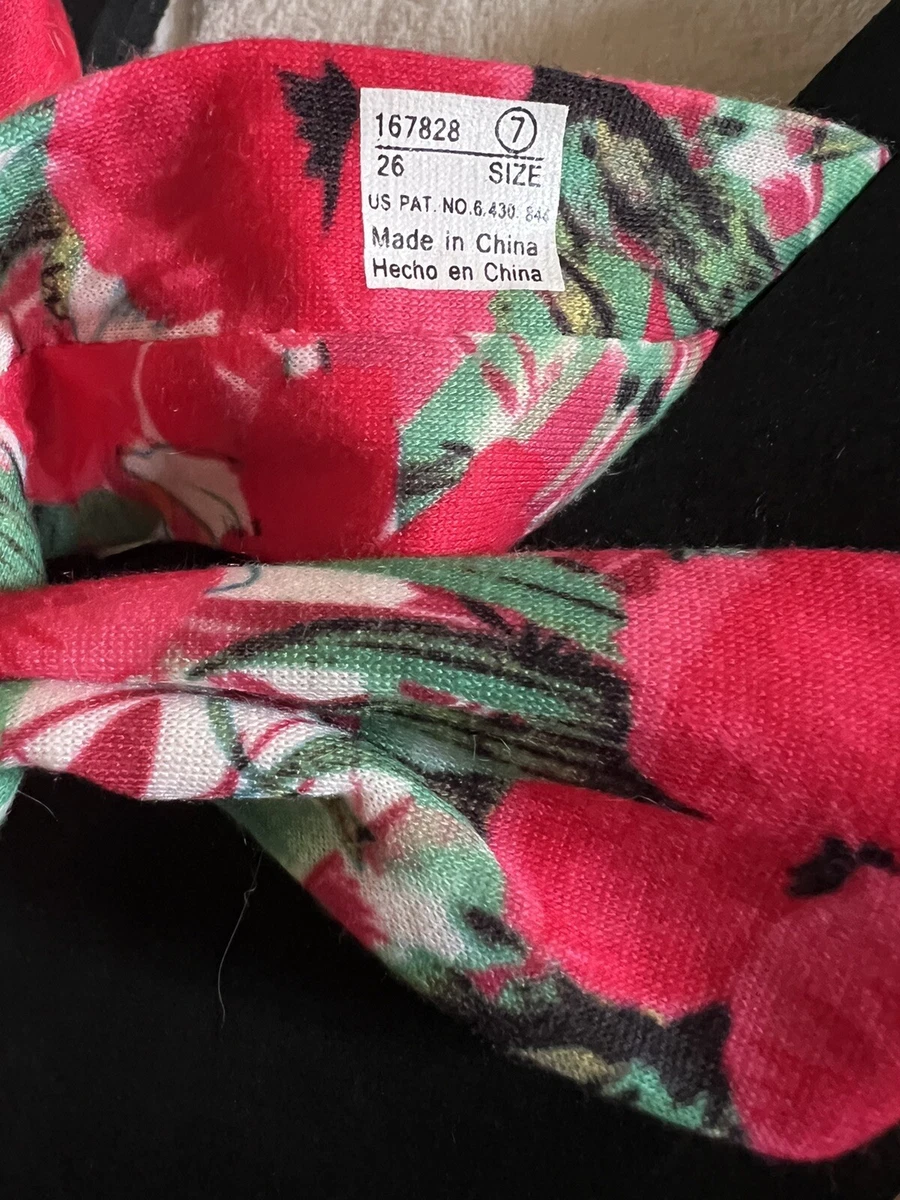 167828 7
26 SIZE
US PAT. NO.6,430, 844
Made in China
Hecho en China